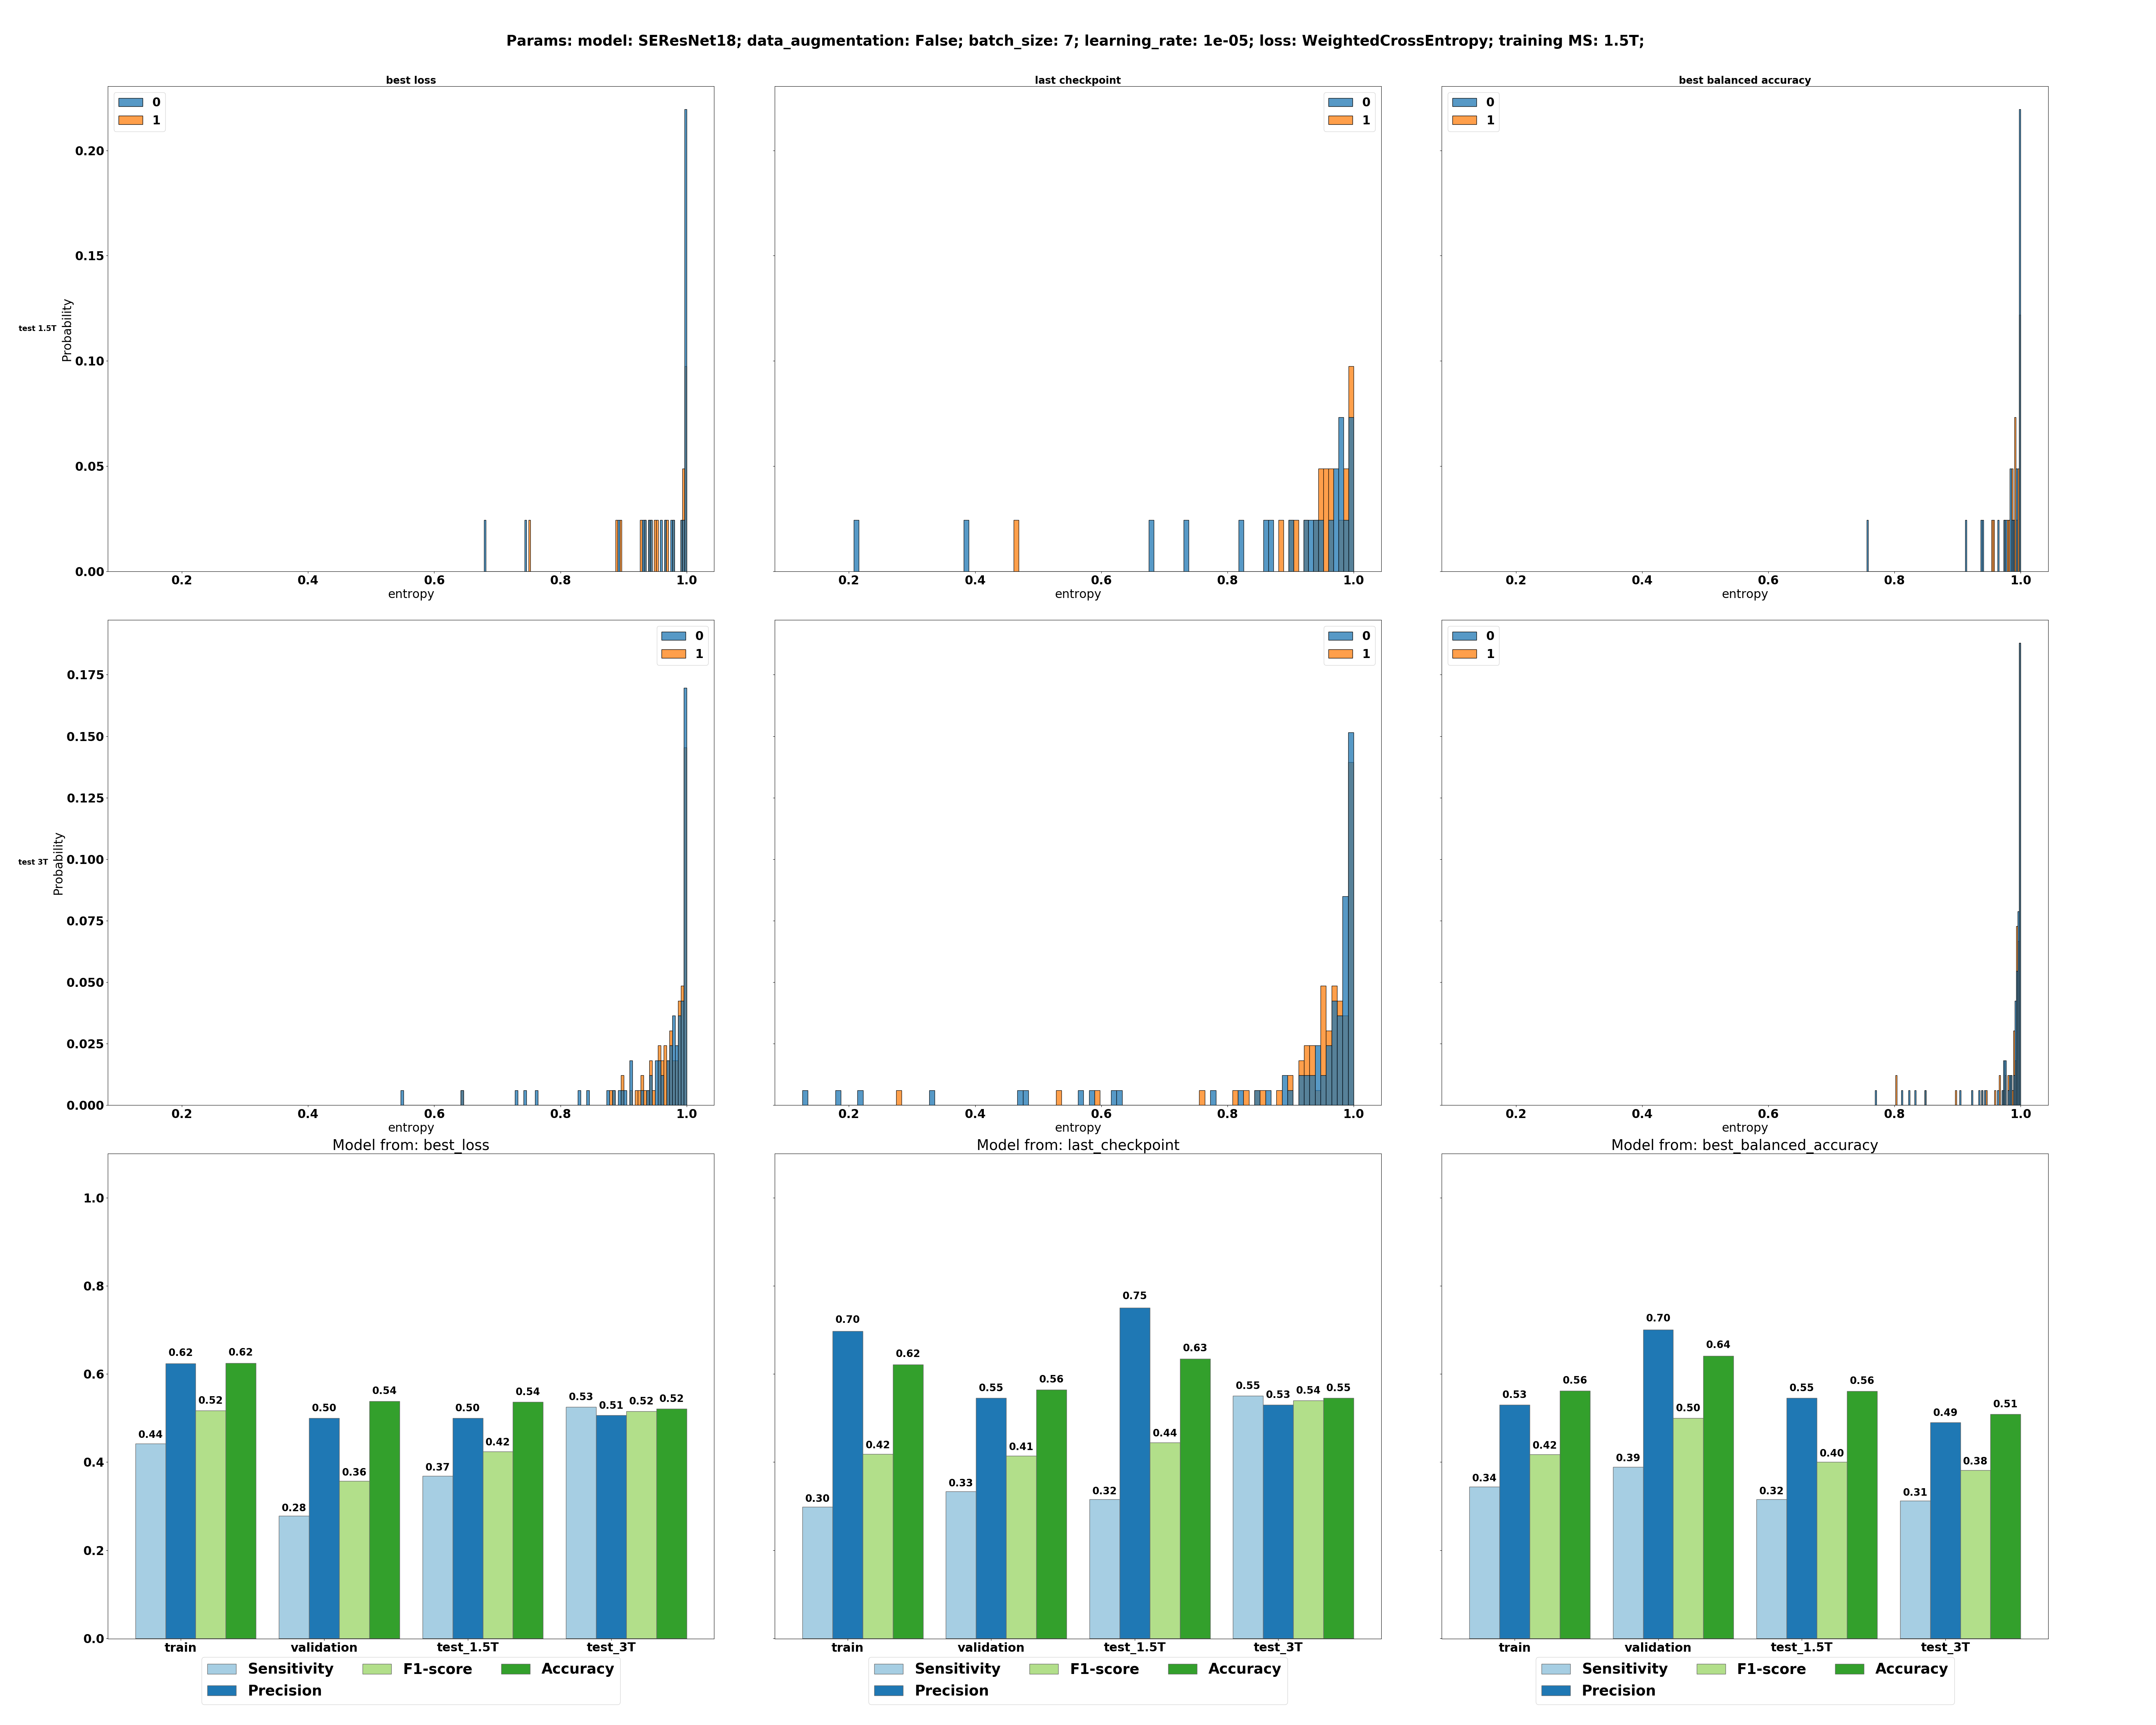 Params: model: SEResNet18; data_augmentation: False; batch_size: 7; learning_rate: 1e-05; loss: WeightedCrossEntropy; training MS: 1.5T;
best loss
last checkpoint
best balanced accuracy
0
1
0
1
0
1
test 1.5T
Probability
0.20
0.15
0.10
0.05
0.00
0.2 0.4 0.6 0.8 1.0
0.2 0.4 0.6 0.8 1.0
0.2 0.4 0.6 0.8 1.0
entropy
entropy
entropy
0
1
0
1
0
1
test 3T
Probability
0.175
0.150
0.125
0.100
0.075
0.050
0.025
0.000
0.2 0.4 0.6 0.8 1.0
0.2 0.4 0.6 0.8 1.0
0.2 0.4 0.6 0.8 1.0
entropy
entropy
entropy
Model from: best_loss
Model from: last_checkpoint
Model from: best_balanced_accuracy
1.0
0.8
0.6
0.4
0.2
0.0
0.44 0.62 0.52 0.62
0.28 0.50 0.36 0.54
0.37 0.50 0.42 0.54
0.53 0.51 0.52 0.52
train validation test_1.5T test_3T
Sensitivity F1-score Accuracy
Precision
0.30 0.70 0.42 0.62
0.33 0.55 0.41 0.56
0.32 0.75 0.44 0.63
0.55 0.53 0.54 0.55
train validation test_1.5T test_3T
Sensitivity F1-score Accuracy
Precision
0.34 0.53 0.42 0.56
0.39 0.70 0.50 0.64
0.32 0.55 0.40 0.56
0.31 0.49 0.38 0.51
train validation test_1.5T test_3T
Sensitivity F1-score Accuracy
Precision